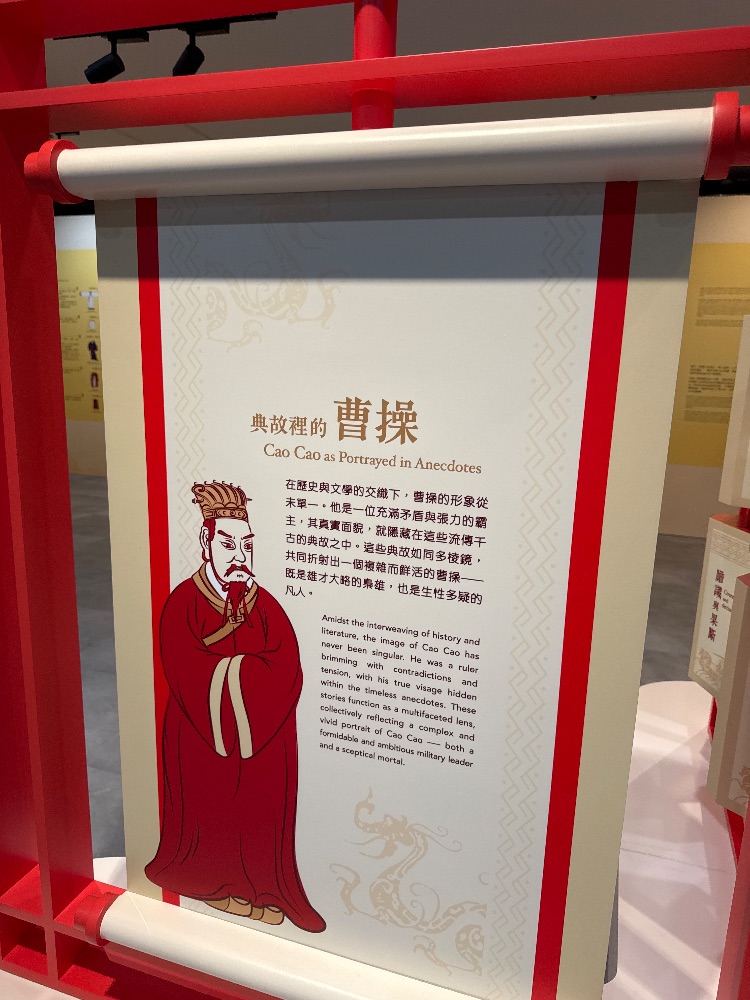 典故裡的 曹操
Cao Cao as Portrayed in Anecdotes
在歷史與文學的交織下，曹操的形象從
未單一。他是一位充滿矛盾與張力的霸
主，其真實面貌，就隱藏在這些流傳千
古的典故之中。這些典故如同多棱鏡，
共同折射出一個複雜而鮮活的曹操——
既是雄才大略的梟雄，也是生性多疑的
凡人。
Amidst the interweaving of history and
literature, the image of Cao Cao has
never been singular. He was a ruler
brimming with contradictions and
tension, with his true visage hidden
within the timeless anecdotes. These
stories function as a multifaceted lens,
collectively reflecting a complex and
vivid portrait of Cao Cao — both a
formidable and ambitious military leader
and a sceptical mortal.